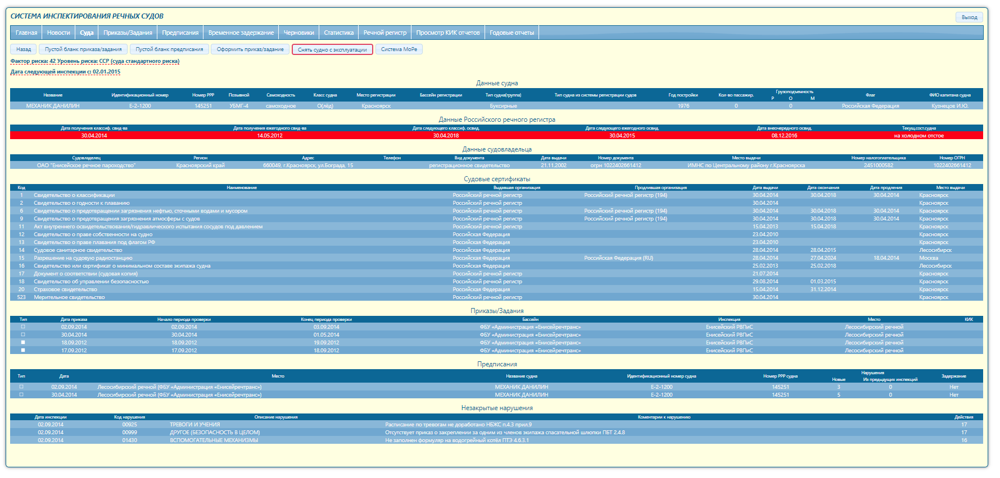 СИСТЕМА ИНСПЕКТИРОВАНИЯ РЕЧНЫХ СУДОВ
Выход
Главная Новости Суда Приказы/Задания Предписания Временное задержание Черновики Статистика Речной регистр Просмотр КИК отчетов Годовые отчеты
Назад Пустой бланк приказа/задания Пустой бланк предписания Оформить приказ/задание Снять судно с эксплуатации Система МоРе
Фактор риска: 42 Уровень риска: ССР (суда стандартного риска)
Дата следующей инспекции с: 02.01.2015
Данные судна
Название Идентификационный номер Номер РРР Позывной Самоходность Класс судна Место регистрации Бассейн регистрации Тип судна(группа) Тип судна из системы регистрации судов Год постройки Кол-во пассажир. Грузоподъемность Флаг ФИО капитана судна
Р О М
МЕХАНИК ДАНИЛИН Е-2-1200 145251 УБМГ-4 самоходное О(лёд) Красноярск Буксирные 1976 0 0 Российская Федерация Кузнецов И.Ю.
Данные Российского речного регистра
Дата получения классиф. свид-ва Дата получения ежегодного свид-ва Дата следующего классиф. освид. Дата следующего ежегодного освид. Дата внеочередного освид. Текущ.сост.судна
30.04.2014 14.05.2012 30.04.2018 30.04.2015 08.12.2016 на холодном отстое
Данные судовладельца
Судовладелец Регион Адрес Телефон Вид документа Дата выдачи Номер документа Место выдачи Номер налогоплательщика Номер ОГРН
ОАО "Енисейское речное пароходство" Красноярский край 660049, г.Красноярск, ул.Бограда, 15 регистрационное свидетельство 21.11.2002 огрн 1022402661412 ИМНС по Центральному району г.Красноярска 2451000582 1022402661412
Судовые сертификаты
Код Наименование Выдавшая организация Продлившая организация Дата выдачи Дата окончания Дата продления Место выдачи
1 Свидетельство о классификации Российский речной регистр Российский речной регистр (194) 30.04.2014 30.04.2018 30.04.2014 Красноярск
2 Свидетельство о годности к плаванию Российский речной регистр 30.04.2014 Красноярск
6 Свидетельство о предотвращении загрязнения нефтью, сточными водами и мусором Российский речной регистр Российский речной регистр (194) 30.04.2014 30.04.2018 30.04.2014 Красноярск
9 Свидетельство о предотвращения загрязнения атмосферы с судов Российский речной регистр Российский речной регистр (194) 30.04.2014 30.04.2018 30.04.2014 Красноярск
11 Акт внутреннего освидетельствования/гидравлического испытания сосудов под давлением Российский речной регистр 15.04.2013 15.04.2018 Красноярск
12 Свидетельство о праве собственности на судно Российская Федерация 23.04.2010 Красноярск
13 Свидетельство о праве плавания под флагом РФ Российская Федерация 23.04.2010 Красноярск
14 Судовое санитарное свидетельство Российская Федерация 28.04.2014 28.04.2015 Лесосибирск
15 Разрешение на судовую радиостанцию Российская Федерация Российская Федерация (RU) 28.04.2014 27.04.2024 18.04.2014 Москва
16 Свидетельство или сертификат о минимальном составе экипажа судна Российская Федерация 25.02.2013 25.02.2018 Лесосибирск
17 Документ о соответствии (судовая копия) Российский речной регистр 21.07.2014 Красноярск
18 Свидетельство об управлении безопасностью Российский речной регистр 29.08.2014 01.03.2015 Красноярск
20 Страховое свидетельство Российская Федерация 15.04.2014 31.12.2014 Красноярск
523 Мерительное свидетельство Российский речной регистр 30.04.2014 Красноярск
Приказы/Задания
Тип Дата приказа Начало периода проверки Конец периода проверки Бассейн Инспекция Место КИК
02.09.2014 02.09.2014 03.09.2014 ФБУ «Администрация «Енисейречтранс» Енисейский РВПиС Лесосибирский речной
30.04.2014 30.04.2014 01.05.2014 ФБУ «Администрация «Енисейречтранс» Енисейский РВПиС Лесосибирский речной
18.09.2012 18.09.2012 19.09.2012 ФБУ «Администрация «Енисейречтранс» Енисейский РВПиС Лесосибирский речной
17.09.2012 17.09.2012 18.09.2012 ФБУ «Администрация «Енисейречтранс» Енисейский РВПиС Лесосибирский речной
Предписания
Тип Дата Место Название судна Идентификационный номер судна Номер РРР судна Нарушения Задержание
Новые Из предыдущих инспекций
02.09.2014 Лесосибирский речной (ФБУ «Администрация «Енисейречтранс») МЕХАНИК ДАНИЛИН Е-2-1200 145251 3 0 Нет
30.04.2014 Лесосибирский речной (ФБУ «Администрация «Енисейречтранс») МЕХАНИК ДАНИЛИН Е-2-1200 145251 5 0 Нет
Незакрытые нарушения
Дата инспекции Код нарушения Описание нарушения Коментарии к нарушению Действия
02.09.2014 00925 ТРЕВОГИ И УЧЕНИЯ Расписание по тревогам не доработано НБЖС п.4.3 прил.9 17
02.09.2014 00999 ДРУГОЕ (БЕЗОПАСНОСТЬ В ЦЕЛОМ) Отсутствует приказ о закреплении за одним из членов экипажа спасательной шлюпки ПБТ 2.4.8 17
02.09.2014 01430 ВСПОМОГАТЕЛЬНЫЕ МЕХАНИЗМЫ Не заполнен формуляр на водогрейный котёл ПТЭ 4.6.3.1 16